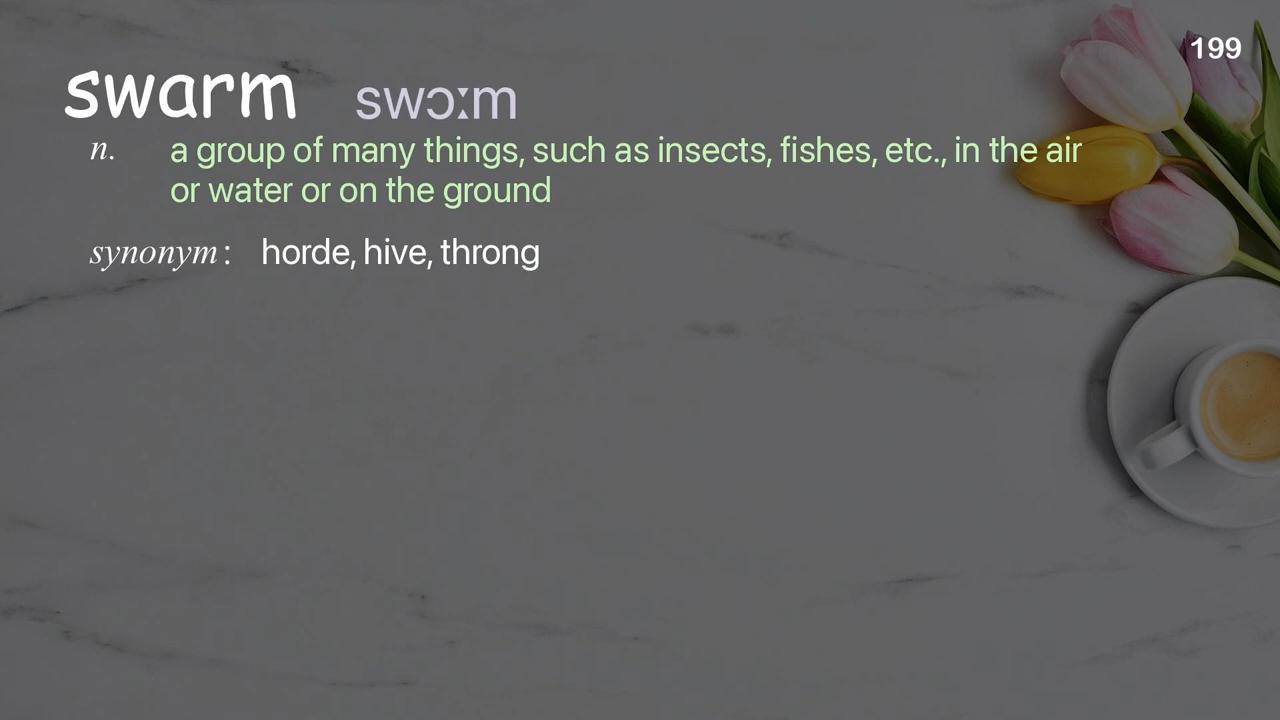 199
swarm swɔːm
n. a group of many things, such as insects, fishes, etc., in the air
or water or on the ground
synonym: horde, hive, throng